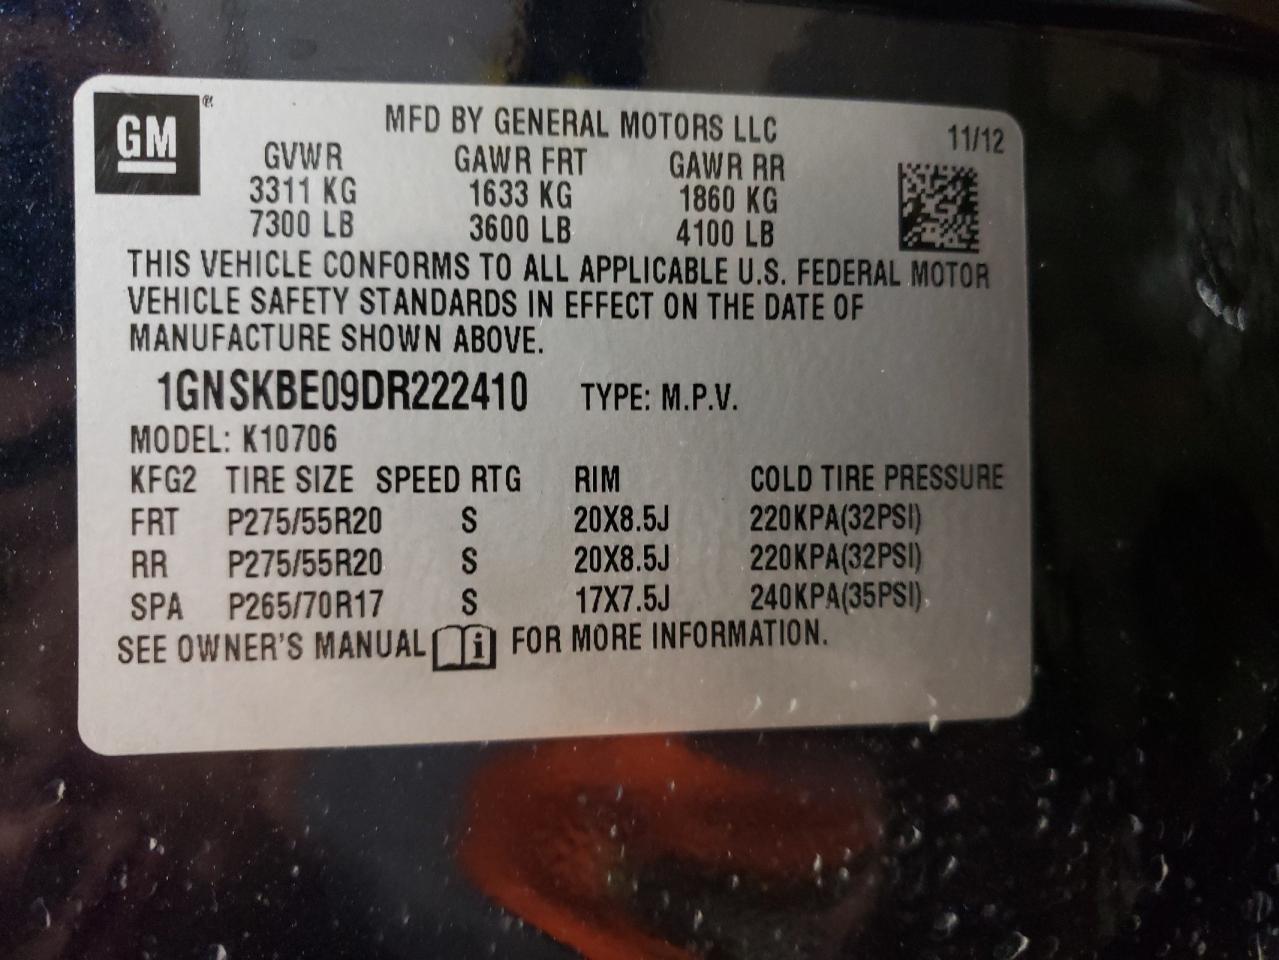 GM®
MFD BY GENERAL MOTORS LLC 11/12
GVWR GAWR FRT GAWR RR
3311 KG 1633 KG 1860 KG
7300 LB 3600 LB 4100 LB
THIS VEHICLE CONFORMS TO ALL APPLICABLE U.S. FEDERAL MOTOR
VEHICLE SAFETY STANDARDS IN EFFECT ON THE DATE OF
MANUFACTURE SHOWN ABOVE.
1GNSKBE09DR222410 TYPE: M.P.V.
MODEL: K10706
KFG2 TIRE SIZE SPEED RTG RIM COLD TIRE PRESSURE
FRT P275/55R20 S 20X8.5J 220KPA(32PSI)
RR P275/55R20 S 20X8.5J 220KPA(32PSI)
SPA P265/70R17 S 17X7.5J 240KPA(35PSI)
SEE OWNER'S MANUAL i FOR MORE INFORMATION.